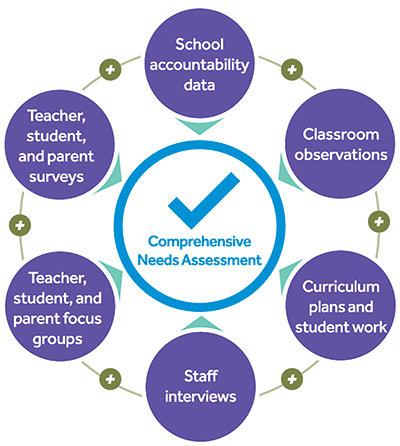 School
accountability
data
Classroom
observations
Curriculum
plans and
student work
Staff
interviews
Teacher,
student, and
parent focus
groups
Teacher,
student,
and parent
surveys
Comprehensive
Needs Assessment